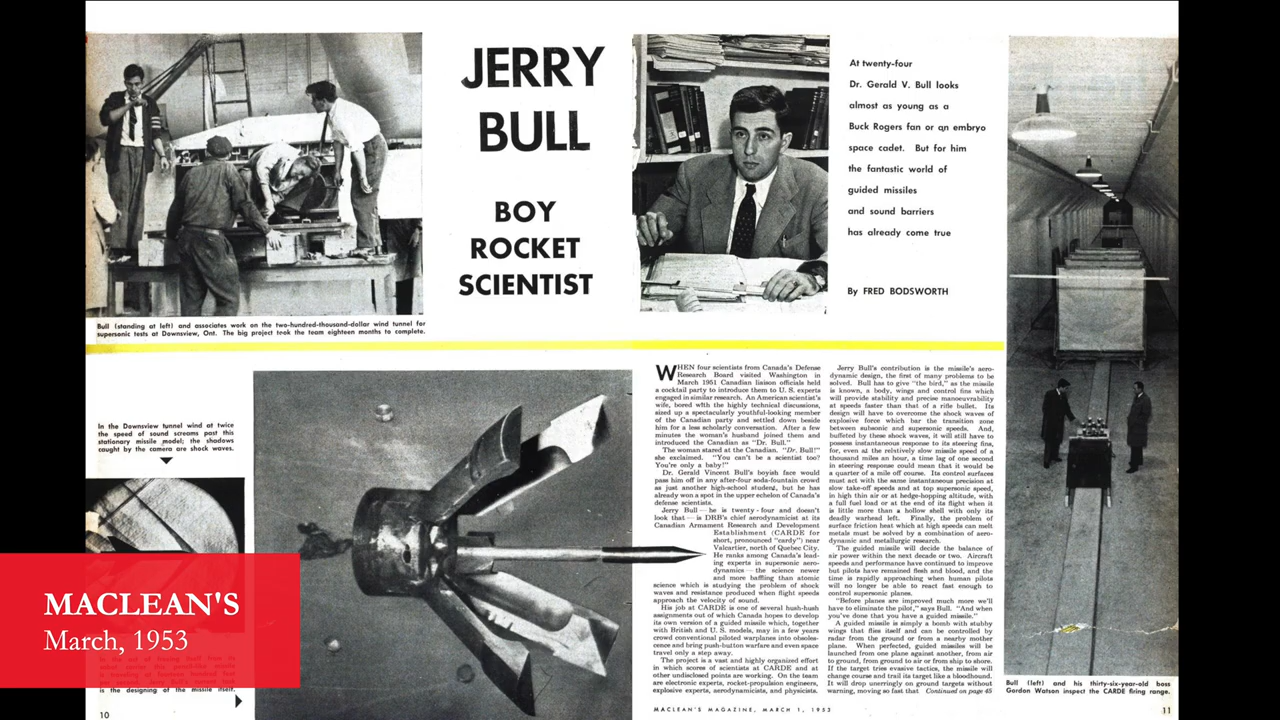 JERRY
BULL
BOY
ROCKET
SCIENTIST
At twenty-four
Dr. Gerald V. Bull looks
almost as young as a
Buck Rogers fan or an embryo
space cadet. But for him
the fantastic world of
guided missiles
and sound barriers
has already come true
By FRED BODSWORTH
Bull (standing at left) and associates work on the two-hundred-thousand-dollar wind tunnel for
supersonic tests at Downsview, Ont. The big project took the team eighteen months to complete.
In the Downsview tunnel wind at twice
the speed of sound screams past this
stationary missile model; the shadows
caught by the camera are shock waves.
is the designing of the missile itself.
WHEN four scientists from Canada's Defense
Research Board visited Washington in
March 1951 Canadian liaison officials held
a cocktail party to introduce them to U. S. experts
engaged in similar research. An American scientist's
wife, bored with the highly technical discussions,
sized up a spectacularly youthful-looking member
of the Canadian party and settled down beside
him for a less scholarly conversation. After a few
minutes the woman's husband joined them and
introduced the Canadian as "Dr. Bull."
The woman stared at the Canadian. "Dr. Bull?"
she exclaimed. "You can't be a scientist too?
You're only a baby!"
Dr. Gerald Vincent Bull's boyish face would
pass him off in any after-four soda-fountain crowd
as just another high-school student, but he has
already won a spot in the upper echelon of Canada's
defense scientists.
Jerry Bull—he is twenty-four and doesn't
look that—is DRB's chief aerodynamicist at its
Canadian Armament Research and Development
Establishment (CARDE for
short, pronounced "cardy") near
Valcartier, north of Quebec City.
He ranks among Canada's lead-
ing experts in supersonic aero-
dynamics—the science newer
and more baffling than atomic
science which is studying the problem of shock
waves and resistance produced when flight speeds
approach the velocity of sound.
His job at CARDE is one of several hush-hush
assignments out of which Canada hopes to develop
its own version of a guided missile which, together
with British and U. S. models, may in a few years
crowd conventional piloted warplanes into obsoles-
cence and bring push-button warfare and even space
travel only a step away.
The project is a vast and highly organized effort
in which scores of scientists at CARDE and at
other undisclosed points are working. On the team
are electronic experts, rocket-propulsion engineers,
explosive experts, aerodynamicists, and physicists.
Jerry Bull's contribution is the missile's aero-
dynamic design, the first of many problems to be
solved. Bull has to give "the bird," as the missile
is known, a body, wings and control fins which
will provide stability and precise manoeuvrability
at speeds faster than that of a rifle bullet. Its
design will have to overcome the shock waves of
explosive force which bar the transition zone
between subsonic and supersonic speeds. And,
buffeted by these shock waves, it will still have to
possess instantaneous response to its steering fins,
for, even at the relatively slow missile speed of a
thousand miles an hour, a time lag of one second
in steering response could mean that it would be
a quarter of a mile off course. Its control surfaces
must act with the same instantaneous precision at
slow take-off speeds and at top supersonic speed,
in high thin air or at hedge-hopping altitude, with
a full fuel load or at the end of its flight when it
is little more than a hollow shell with only its
deadly warhead left. Finally, the problem of
surface friction heat which at high speeds can melt
metals must be solved by a combination of aero-
dynamic and metallurgic research.
The guided missile will decide the balance of
air power within the next decade or two. Aircraft
speeds and performance have continued to improve
but pilots have remained flesh and blood, and the
time is rapidly approaching when human pilots
will no longer be able to react fast enough to
control supersonic planes.
"Before planes are improved much more we'll
have to eliminate the pilot," says Bull. "And when
you've done that you have a guided missile."
A guided missile is simply a bomb with stubby
wings that flies itself and can be controlled by
radar from the ground or from a nearby mother
plane. When perfected, guided missiles will be
launched from one plane against another, from air
to ground, from ground to air or from ship to shore.
If the target tries evasive tactics, the missile will
change course and trail its target like a bloodhound.
It will drop unerringly on ground targets without
warning, moving so fast that Continued on page 45
Bull (left) and his thirty-six-year-old boss
Gordon Watson inspect the CARDE firing range.
10
MACLEAN'S MAGAZINE, MARCH 1, 1953
11
MACLEAN'S
March, 1953